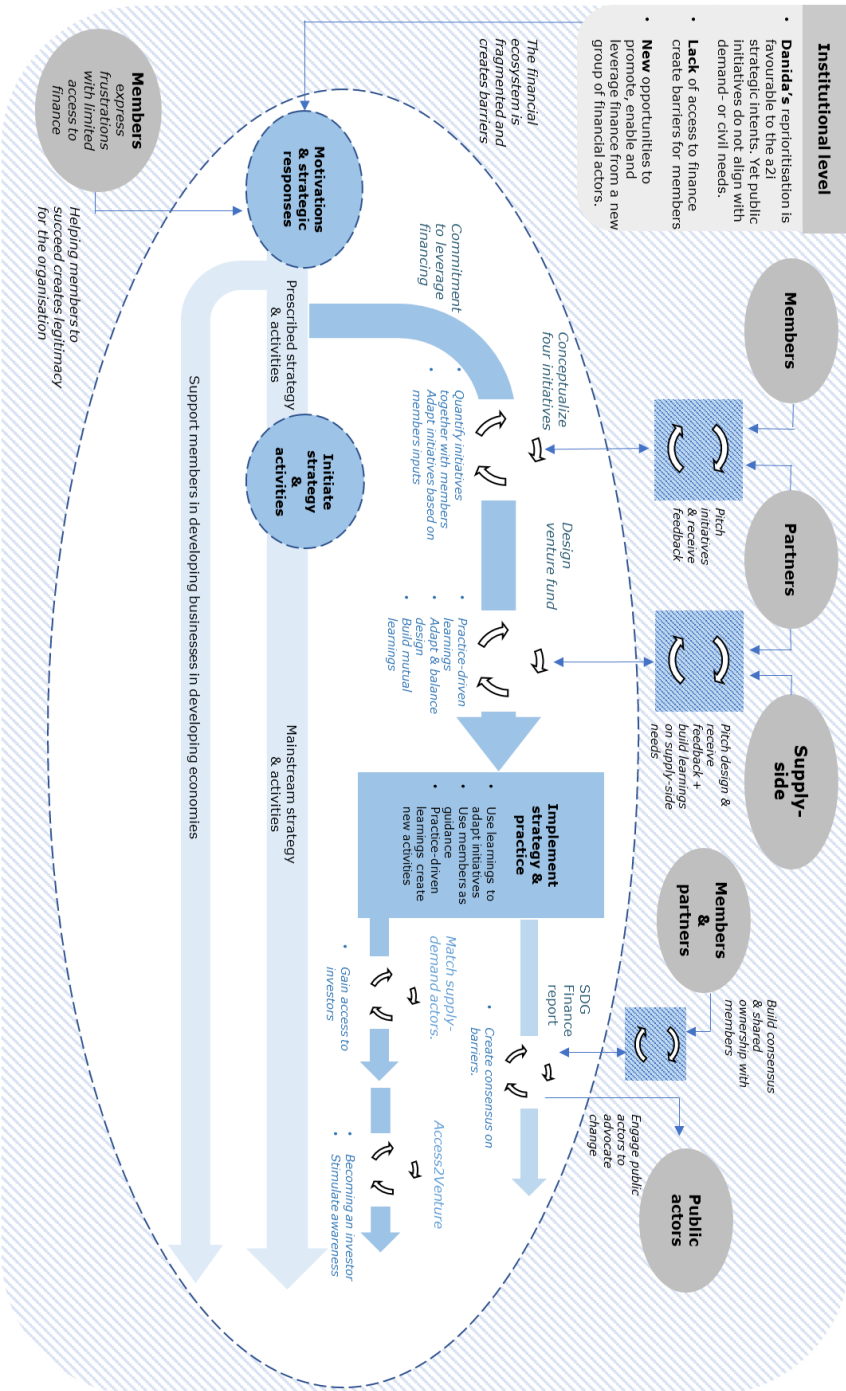 Institutional level
• Danida's reprioritisation is
favourable to the a2i
strategic intents. Yet public
initiatives do not align with
demand- or civil needs.
• Lack of access to finance
create barriers for members
• New opportunities to
promote, enable and
leverage finance from a new
group of financial actors.
The financial
ecosystem is
fragmented and
creates barriers
Members
express
frustrations
with limited
access to
finance
Helping members to
succeed creates legitimacy
for the organisation
Motivations
& strategic
responses
Commitment
to leverage
financing
Prescribed strategy
& activities
Initiate
strategy
&
activities
Support members in developing businesses in developing economies
Mainstream strategy
& activities
Members
Partners
Supply-
side
Members
&
partners
Public
actors
Pitch
initiatives
& receive
feedback
Pitch design &
receive
feedback +
build learnings
on supply-side
needs
Build consensus
& shared
ownership with
members
Engage public
actors to
advocate
change
Conceptualize
four initiatives
• Quantify initiatives
together with members
• Adapt initiatives based on
members inputs
Design
venture fund
• Practice-driven
learnings
• Adapt & balance
design
• Build mutual
learnings
Implement
strategy &
practice
• Use learnings to
adapt initiatives
• Use members as
guidance
• Practice-driven
learnings create
new activities
SDG
Finance
report
• Create consensus on
barriers.
Match supply-
demand actors.
• Gain access to
investors
Access2Venture
• Becoming an investor
• Stimulate awareness